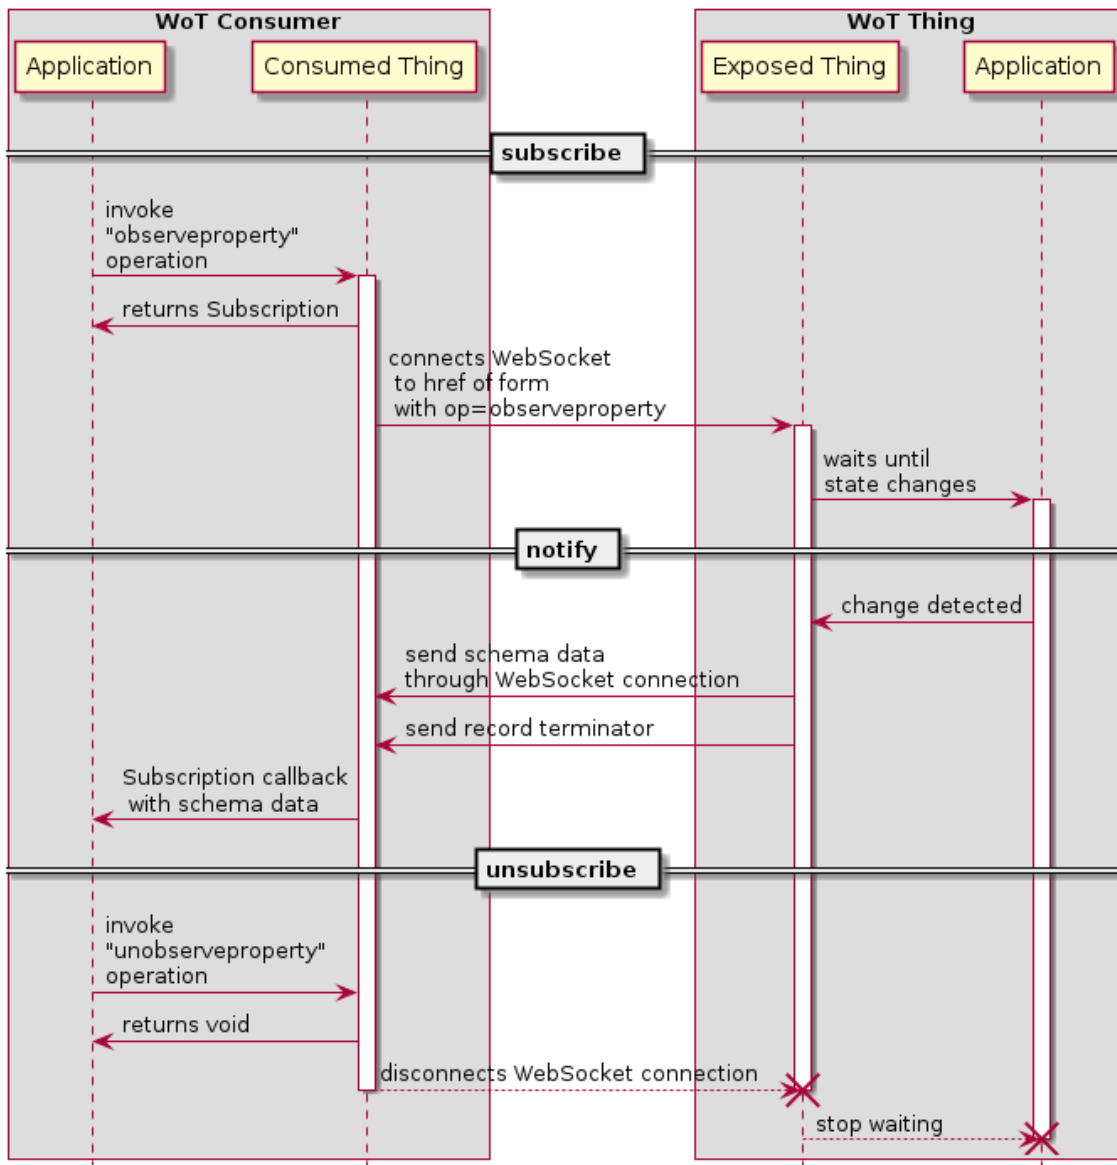 WoT Consumer
WoT Thing
Application
Consumed Thing
Exposed Thing
Application
subscribe
invoke
"observeproperty"
operation
returns Subscription
connects WebSocket
to href of form
with op=observeproperty
waits until
state changes
notify
change detected
send schema data
through WebSocket connection
send record terminator
Subscription callback
with schema data
unsubscribe
invoke
"unobserveproperty"
operation
returns void
disconnects WebSocket connection
stop waiting